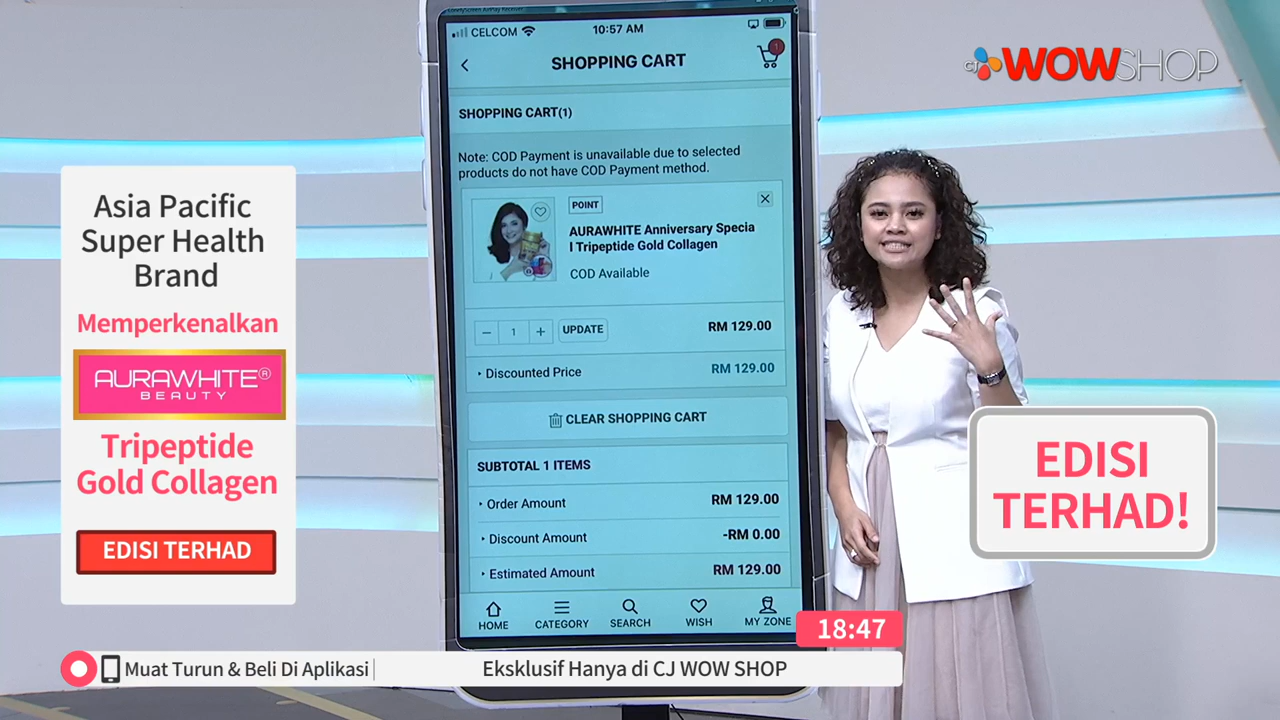 CELCOM
10:57 AM
SHOPPING CART
1
CJ WOWSHOP
SHOPPING CART(1)
Note: COD Payment is unavailable due to selected
products do not have COD Payment method.
POINT
AURAWHITE Anniversary Specia
l Tripeptide Gold Collagen
COD Available
1
UPDATE
RM 129.00
Discounted Price
RM 129.00
CLEAR SHOPPING CART
SUBTOTAL 1 ITEMS
Order Amount
RM 129.00
Discount Amount
-RM 0.00
Estimated Amount
RM 129.00
HOME
CATEGORY
SEARCH
WISH
MY ZONE
Asia Pacific
Super Health
Brand
Memperkenalkan
AURAWHITE®
BEAUTY
Tripeptide
Gold Collagen
EDISI TERHAD
EDISI
TERHAD!
18:47
Muat Turun & Beli Di Aplikasi
Eksklusif Hanya di CJ WOW SHOP